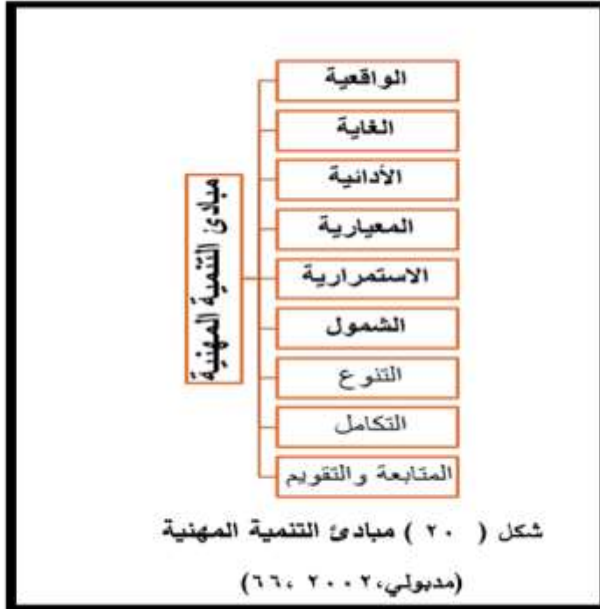 مبادئ التنمية المهنية
الواقعية
الغاية
الأدائية
المعيارية
الاستمرارية
الشمول
التنوع
التكامل
المتابعة والتقويم
شكل ( ٢٠ ) مبادئ التنمية المهنية
(مدبولي،٢٠٠٢ ،٦٦)